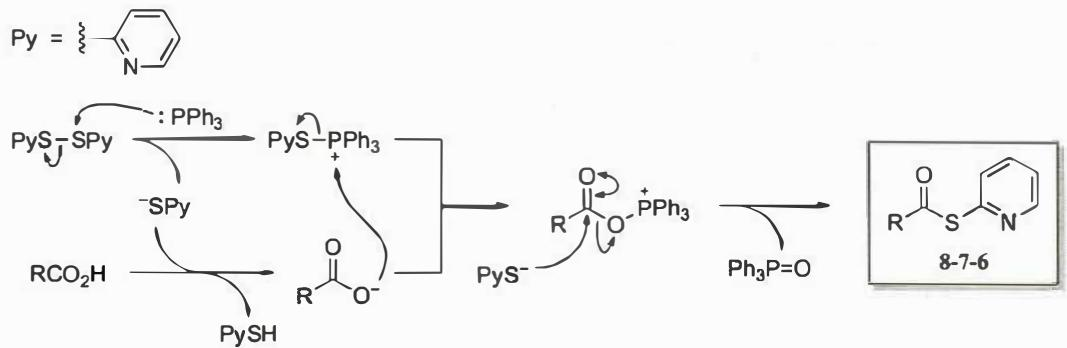 Py =
N
PyS–SPy
: PPh3
PyS–PPh3
+
⁻SPy
RCO2H
PySH
O
R
O⁻
O
R
O
+
PPh3
PyS⁻
Ph3P=O
O
R
S
N
8-7-6